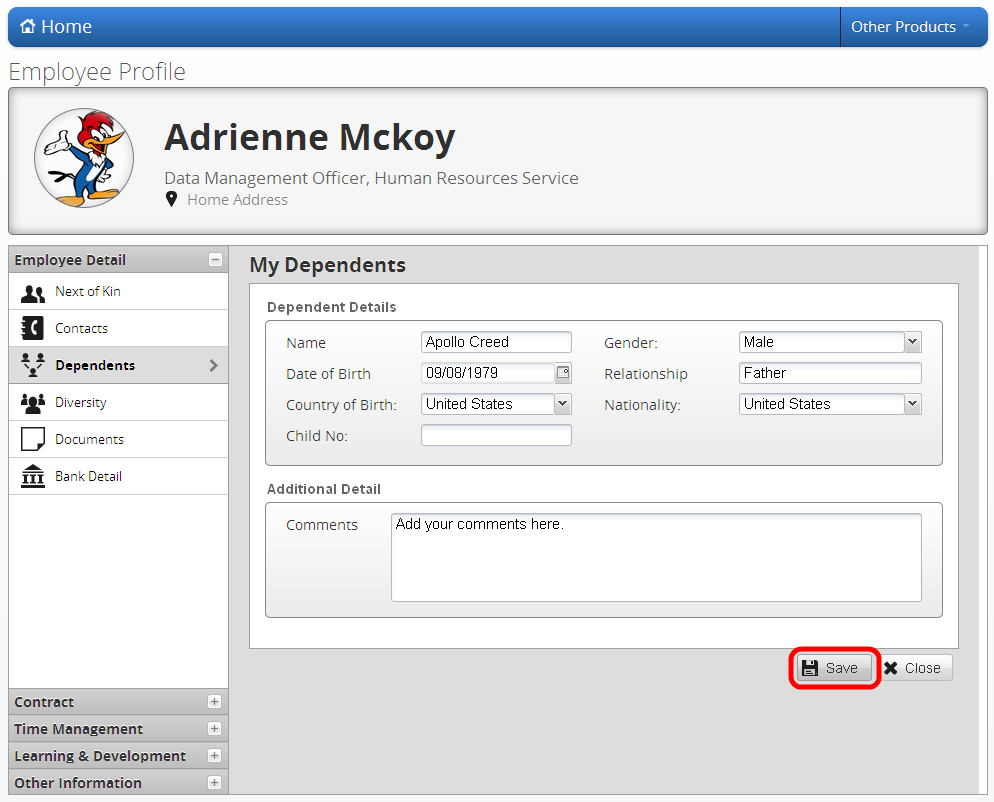 Home
Other Products
Employee Profile
Adrienne Mckoy
Data Management Officer, Human Resources Service
Home Address
Employee Detail
Next of Kin
Contacts
Dependents
Diversity
Documents
Bank Detail
Contract
Time Management
Learning & Development
Other Information
My Dependents
Dependent Details
Name Apollo Creed Gender: Male
Date of Birth 09/08/1979 Relationship Father
Country of Birth: United States Nationality: United States
Child No:
Additional Detail
Comments Add your comments here.
Save Close